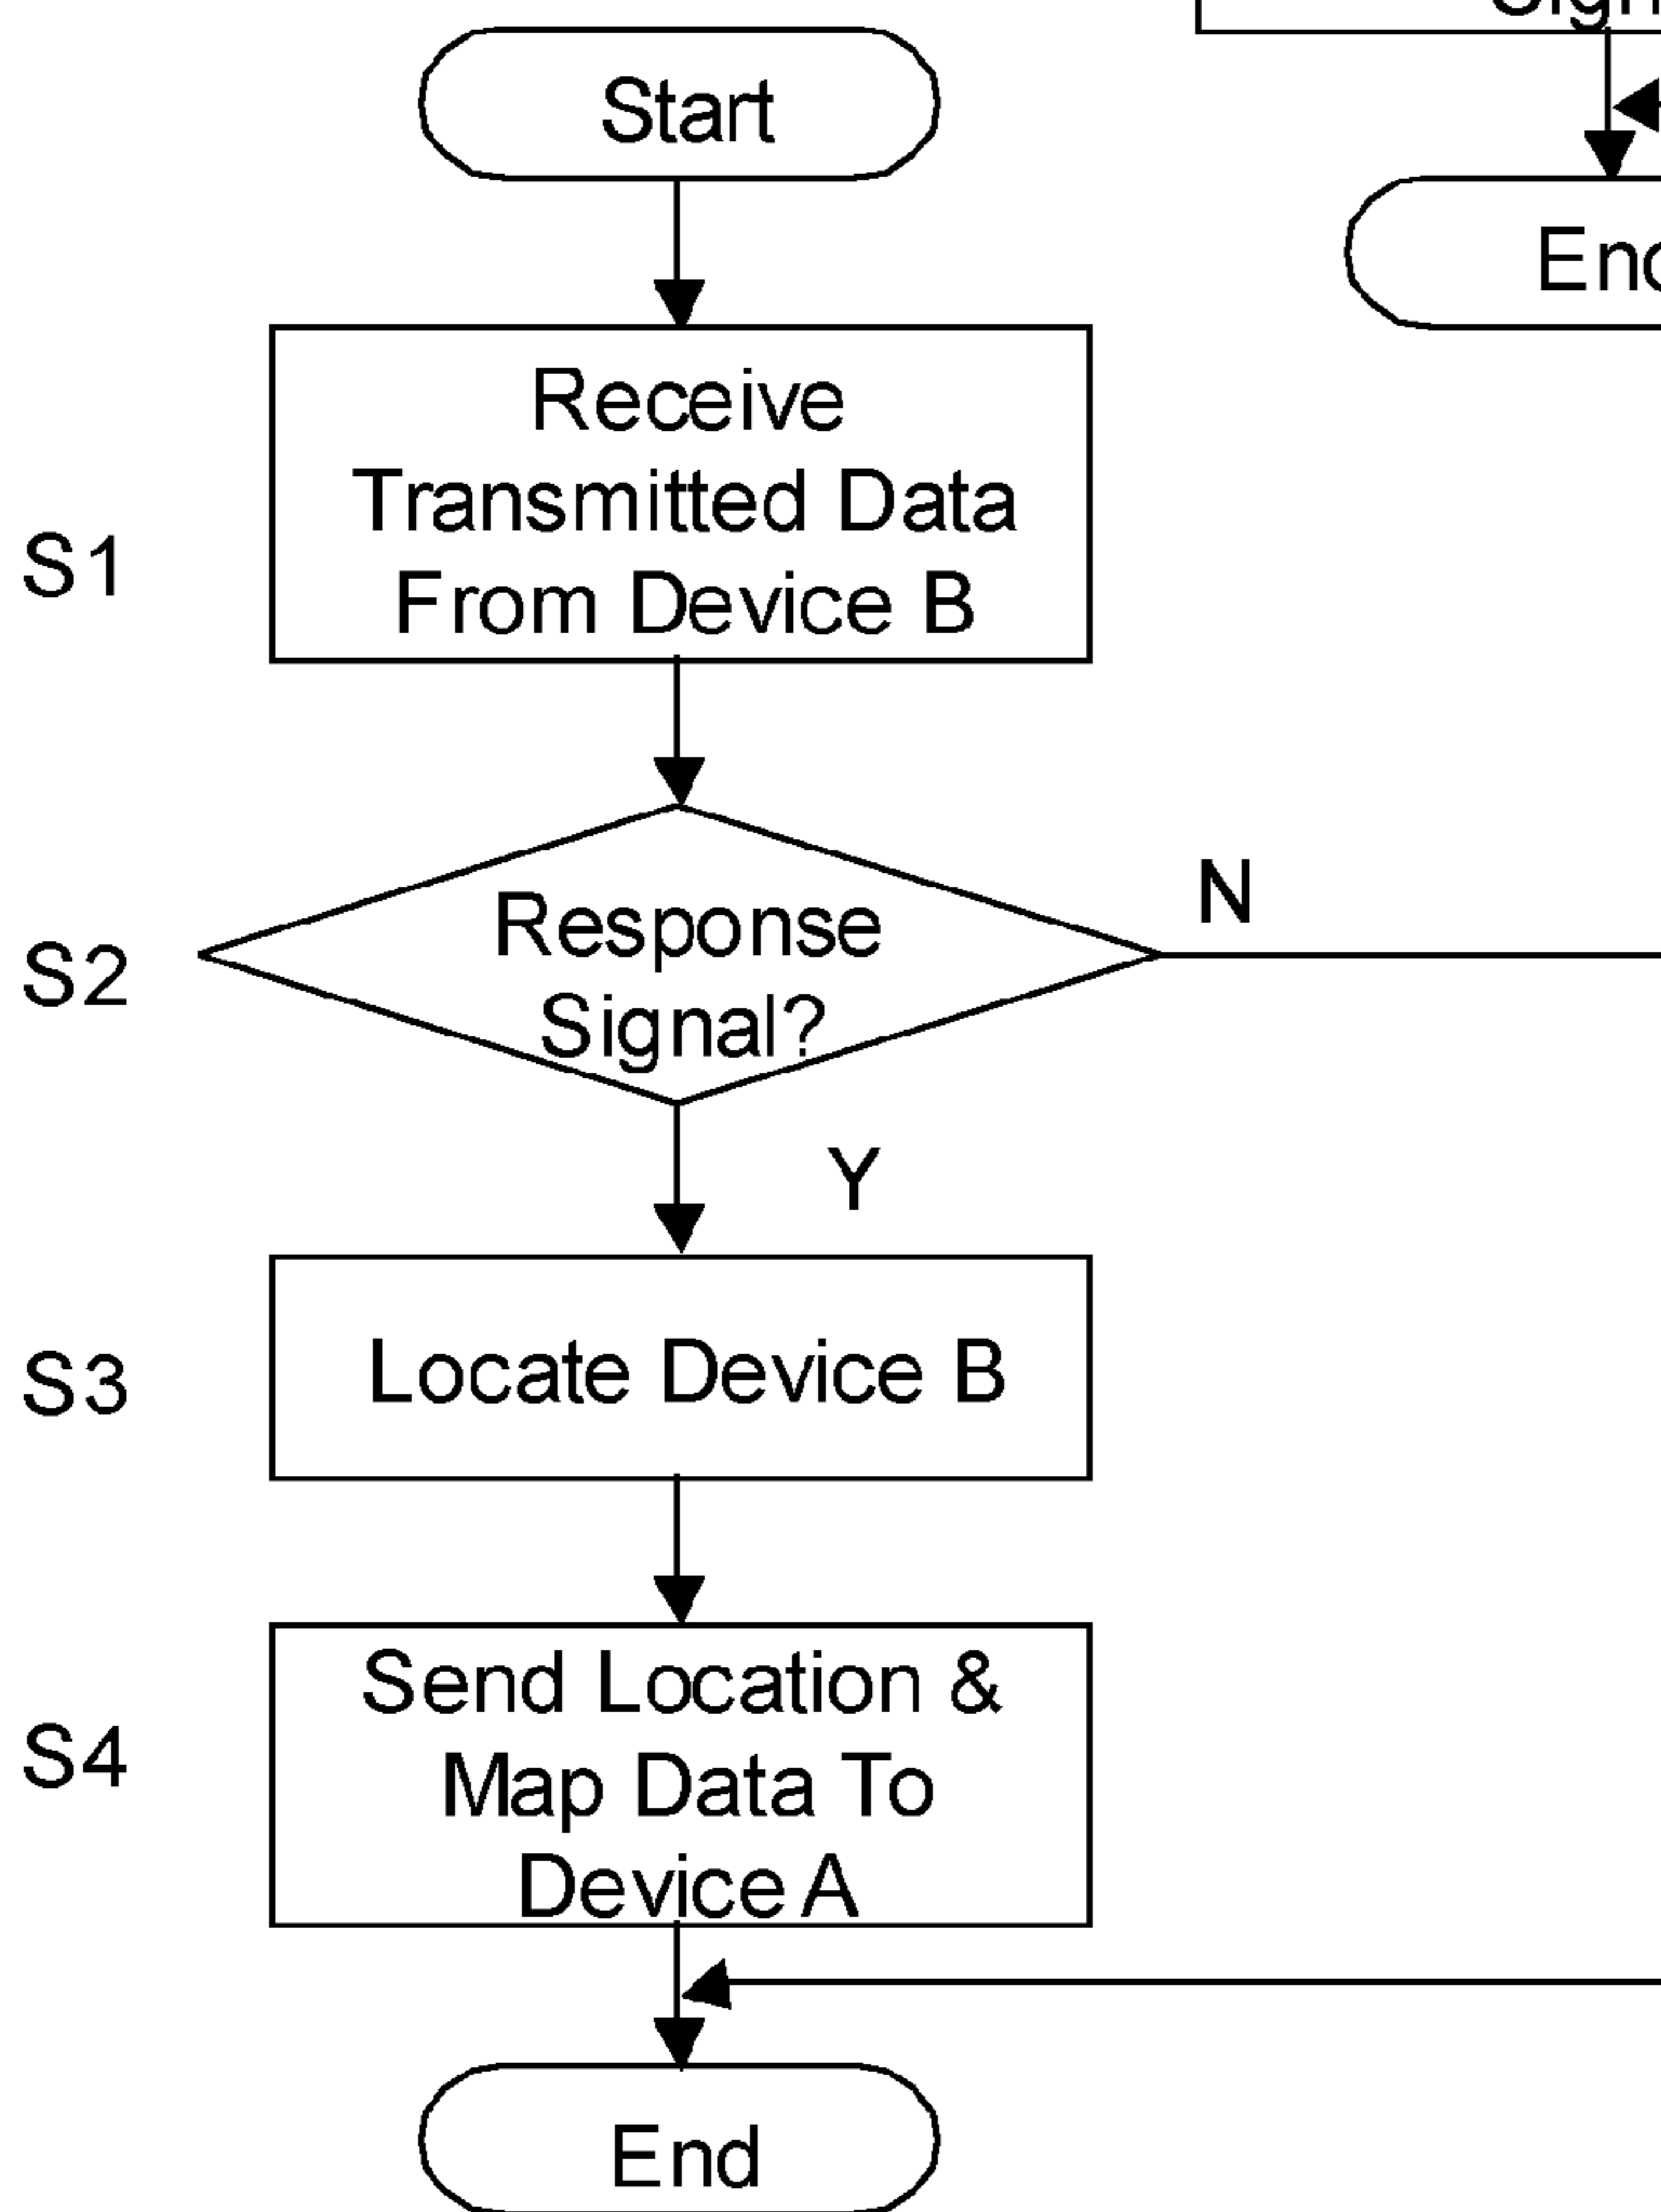 Start
S1
Receive
Transmitted Data
From Device B
S2
Response
Signal?
N
Y
S3
Locate Device B
S4
Send Location &
Map Data To
Device A
End